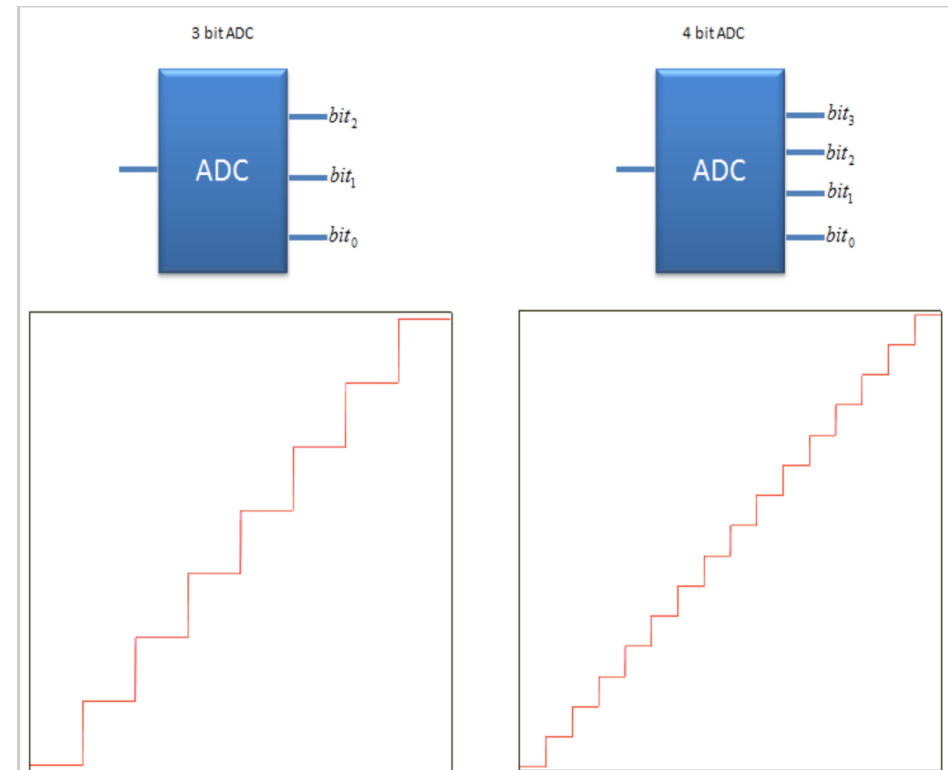 3 bit ADC
ADC
bit₂
bit₁
bit₀
4 bit ADC
ADC
bit₃
bit₂
bit₁
bit₀